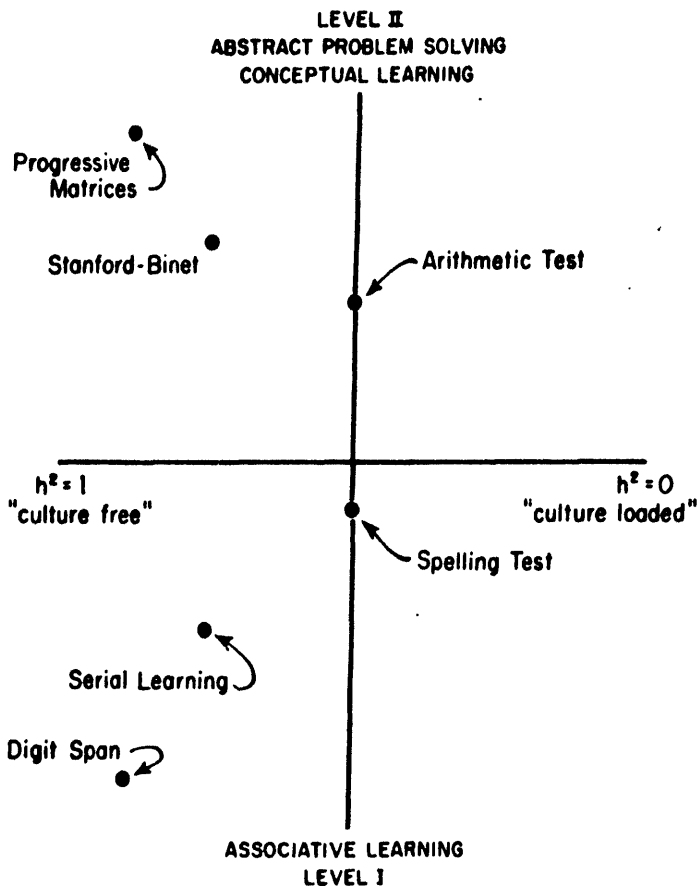 LEVEL II
ABSTRACT PROBLEM SOLVING
CONCEPTUAL LEARNING
Progressive
Matrices
Stanford-Binet
Arithmetic Test
h²=1
"culture free"
h²=0
"culture loaded"
Spelling Test
Serial Learning
Digit Span
ASSOCIATIVE LEARNING
LEVEL I